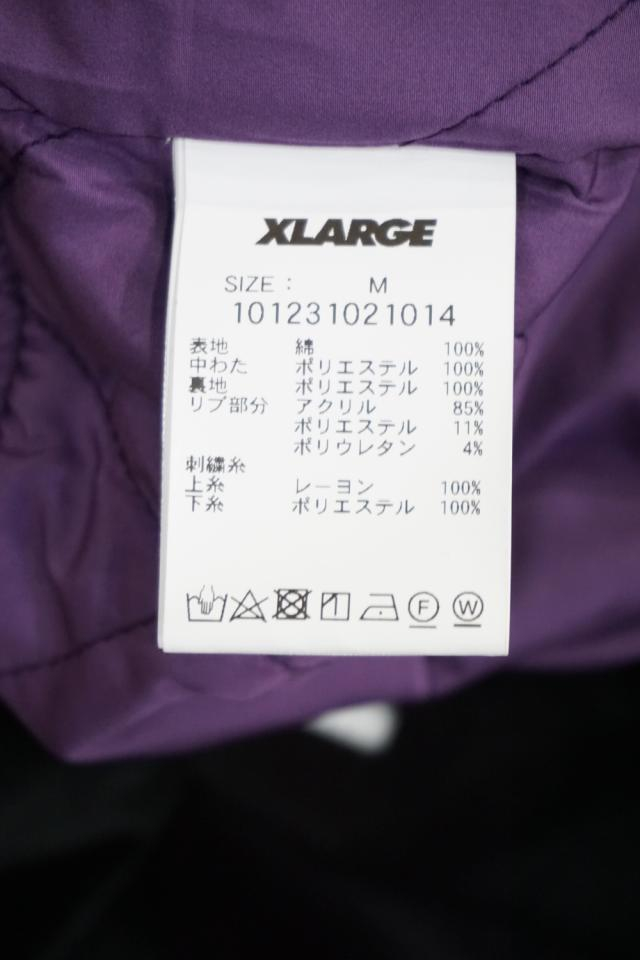 XLARGE
SIZE : M
101231021014
表地 綿 100%
中わた ポリエステル 100%
裏地 ポリエステル 100%
リブ部分 アクリル 85%
ポリエステル 11%
ポリウレタン 4%
刺繍糸
上糸 レーヨン 100%
下糸 ポリエステル 100%
F W